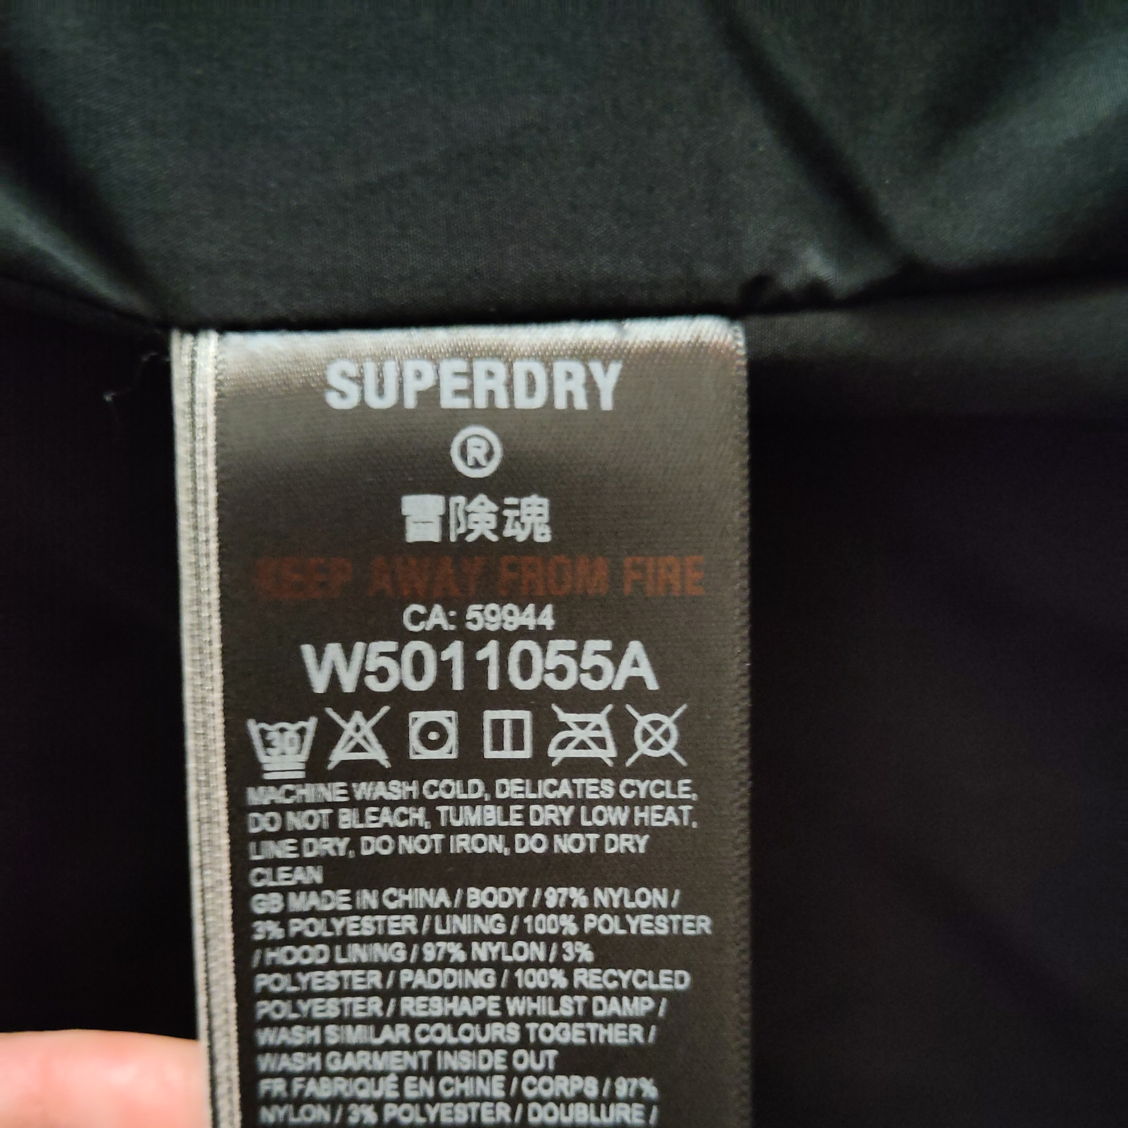 SUPERDRY
®
冒険魂
KEEP AWAY FROM FIRE
CA: 59944
W5011055A
30
MACHINE WASH COLD, DELICATES CYCLE,
DO NOT BLEACH, TUMBLE DRY LOW HEAT,
LINE DRY, DO NOT IRON, DO NOT DRY
CLEAN
GB MADE IN CHINA / BODY / 97% NYLON /
3% POLYESTER / LINING / 100% POLYESTER
/ HOOD LINING / 97% NYLON / 3%
POLYESTER / PADDING / 100% RECYCLED
POLYESTER / RESHAPE WHILST DAMP /
WASH SIMILAR COLOURS TOGETHER /
WASH GARMENT INSIDE OUT
FR FABRIQUÉ EN CHINE / CORPS / 97%
NYLON / 3% POLYESTER / DOUBLURE /